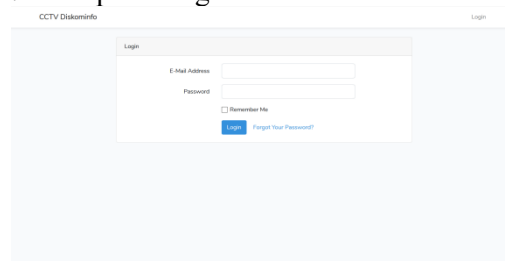 CCTV Diskominfo
Login
Login
E-Mail Address
Password
Remember Me
Login
Forgot Your Password?